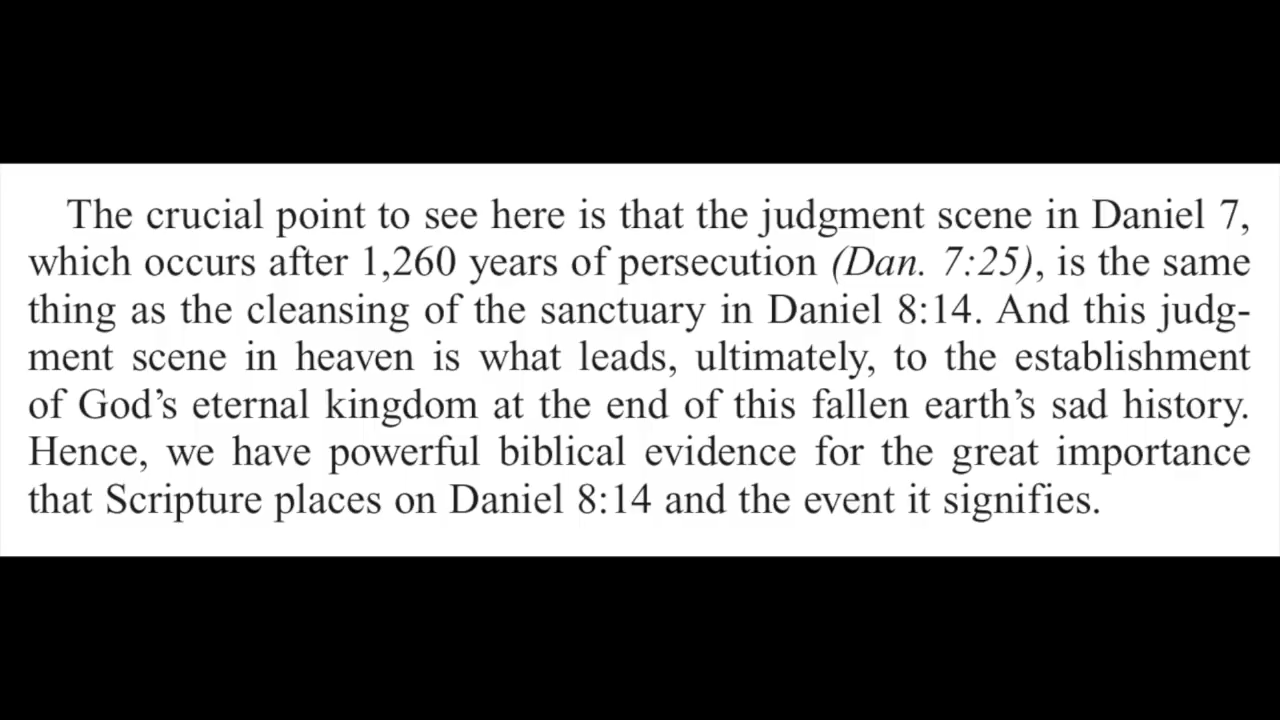 The crucial point to see here is that the judgment scene in Daniel 7,
which occurs after 1,260 years of persecution (Dan. 7:25), is the same
thing as the cleansing of the sanctuary in Daniel 8:14. And this judg-
ment scene in heaven is what leads, ultimately, to the establishment
of God’s eternal kingdom at the end of this fallen earth’s sad history.
Hence, we have powerful biblical evidence for the great importance
that Scripture places on Daniel 8:14 and the event it signifies.